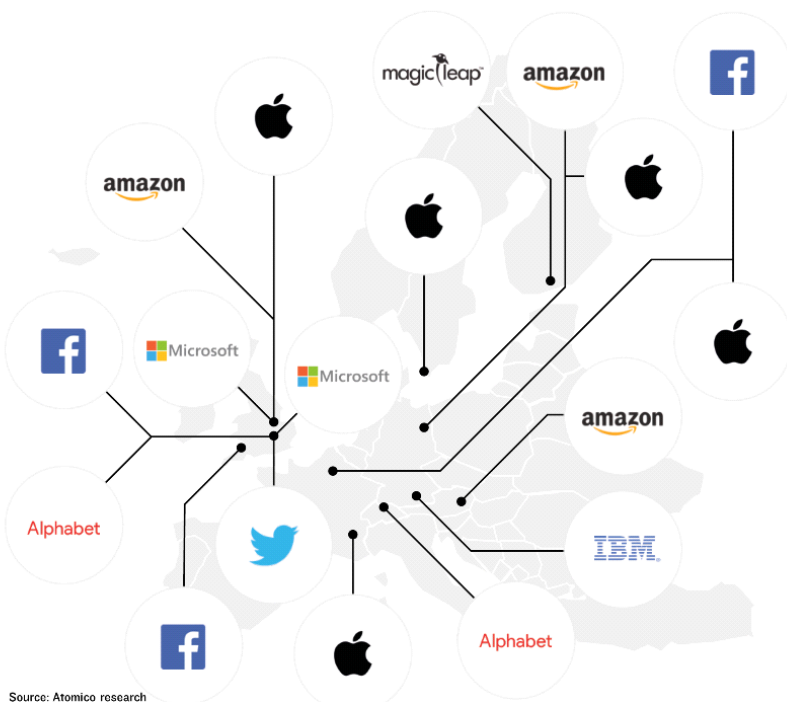 magic leap
amazon
amazon
Microsoft
Microsoft
amazon
Alphabet
IBM
Alphabet
Source: Atomico research